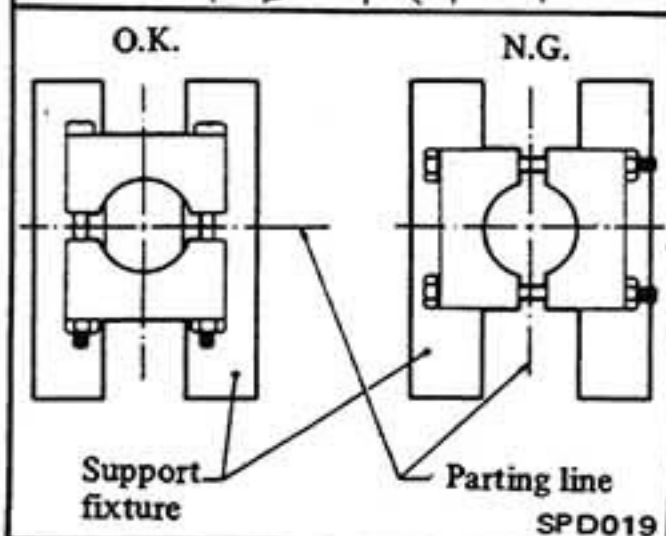 O.K.
N.G.
Support
fixture
Parting line
SPD019